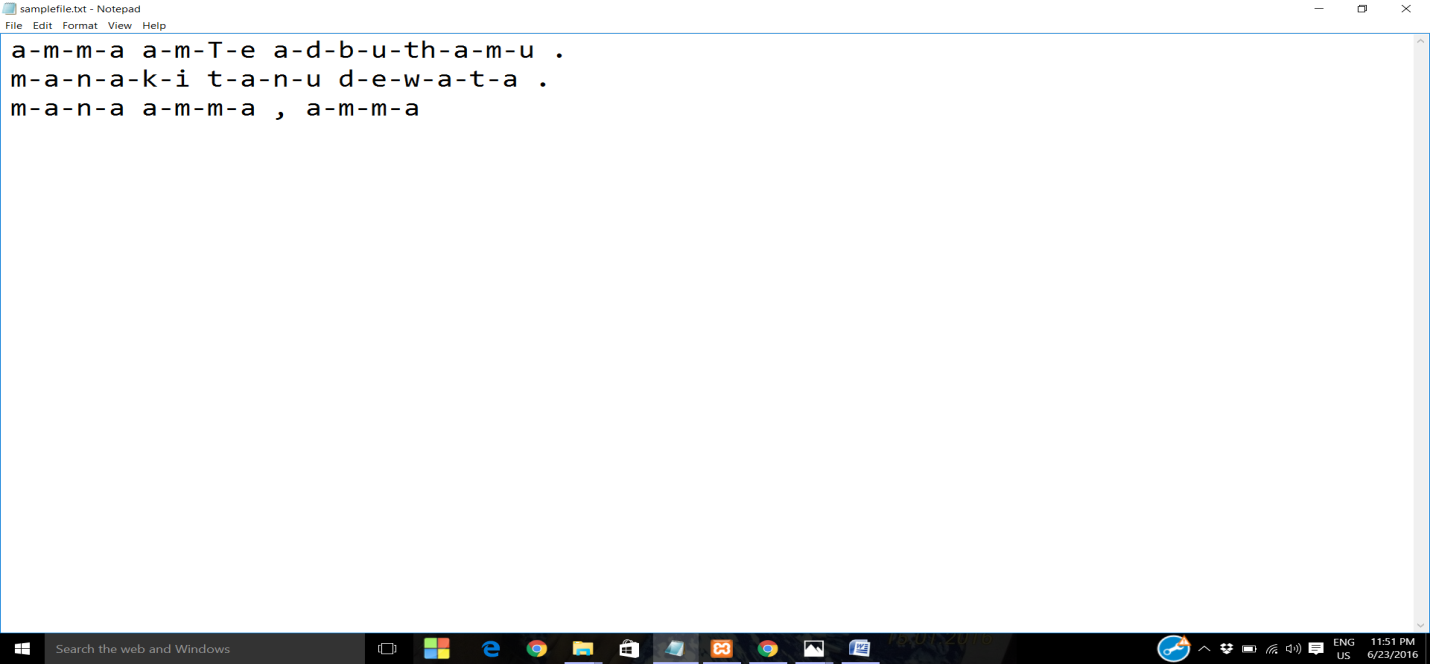 samplefile.txt - Notepad
File Edit Format View Help
a-m-m-a a-m-T-e a-d-b-u-th-a-m-u .
m-a-n-a-k-i t-a-n-u d-e-w-a-t-a .
m-a-n-a a-m-m-a , a-m-m-a
Search the web and Windows
ENG 11:51 PM
US 6/23/2016